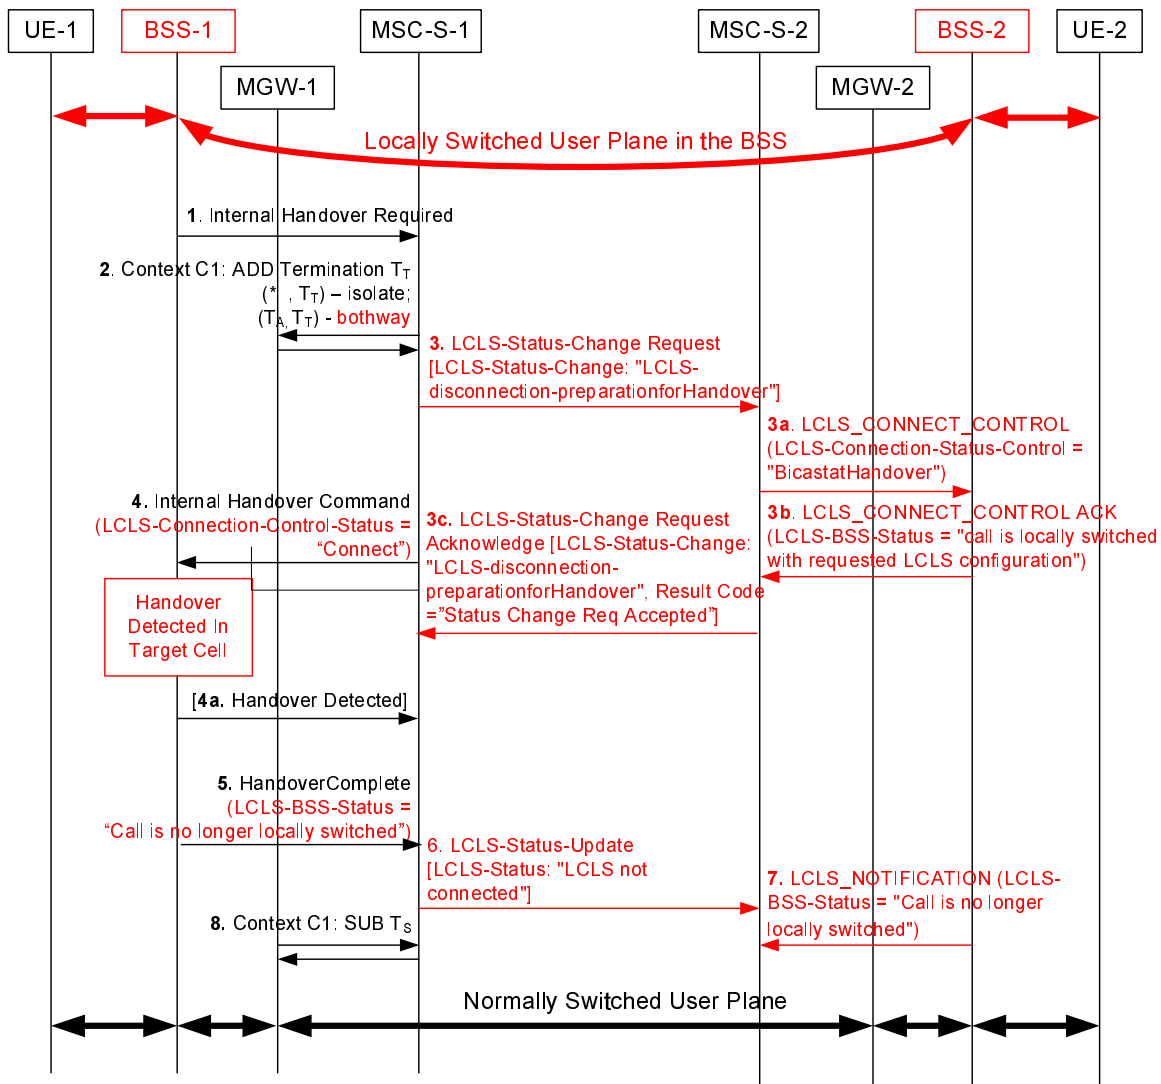 UE-1
BSS-1
MSC-S-1
MSC-S-2
BSS-2
UE-2
MGW-1
MGW-2
Locally Switched User Plane in the BSS
1. Internal Handover Required
2. Context C1: ADD Termination TT
(* , TT) – isolate;
(TA, TT) - bothway
3. LCLS-Status-Change Request
[LCLS-Status-Change: "LCLS-
disconnection-preparationforHandover"]
3a. LCLS_CONNECT_CONTROL
(LCLS-Connection-Status-Control =
"BicastatHandover")
4. Internal Handover Command
(LCLS-Connection-Control-Status =
“Connect”)
3c. LCLS-Status-Change Request
Acknowledge [LCLS-Status-Change:
"LCLS-disconnection-
preparationforHandover", Result Code
=”Status Change Req Accepted”]
3b. LCLS_CONNECT_CONTROL ACK
(LCLS-BSS-Status = "call is locally switched
with requested LCLS configuration")
Handover
Detected In
Target Cell
[4a. Handover Detected]
5. HandoverComplete
(LCLS-BSS-Status =
“Call is no longer locally switched”)
6. LCLS-Status-Update
[LCLS-Status: "LCLS not
connected"]
7. LCLS_NOTIFICATION (LCLS-
BSS-Status = "Call is no longer
locally switched")
8. Context C1: SUB TS
Normally Switched User Plane